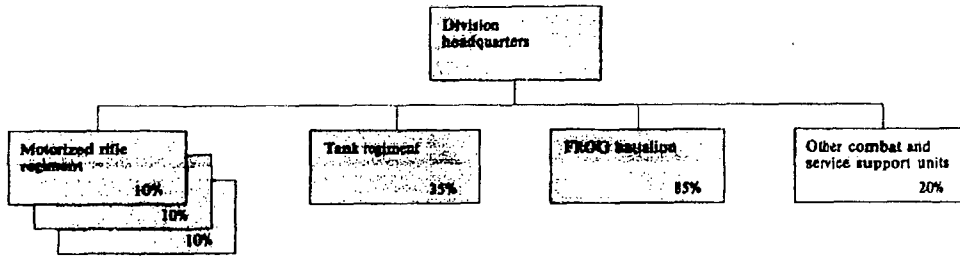 Division
headquarters
Motorized rifle
regiment
10%
10%
10%
Tank regiment
35%
FROG battalion
85%
Other combat and
service support units
20%